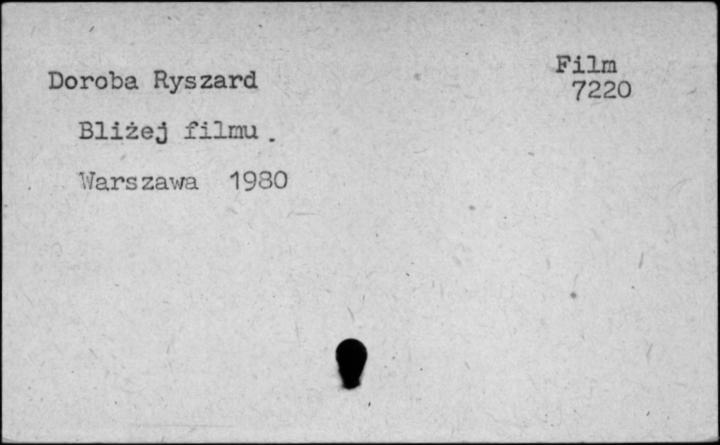 Doroba Ryszard
Film
7220
Bliżej filmu.
Warszawa 1980